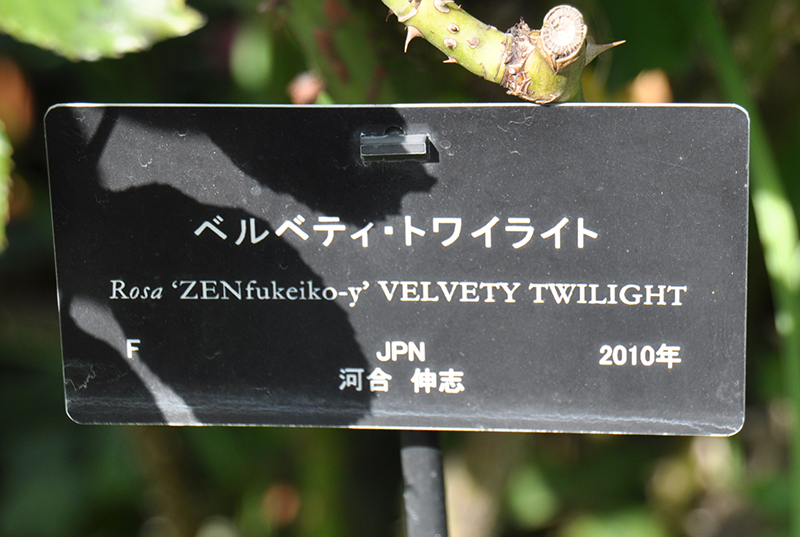 ベルベティ・トワイライト
Rosa ‘ZENfukeiko-y’ VELVETY TWILIGHT
F JPN 2010年
河合 伸志